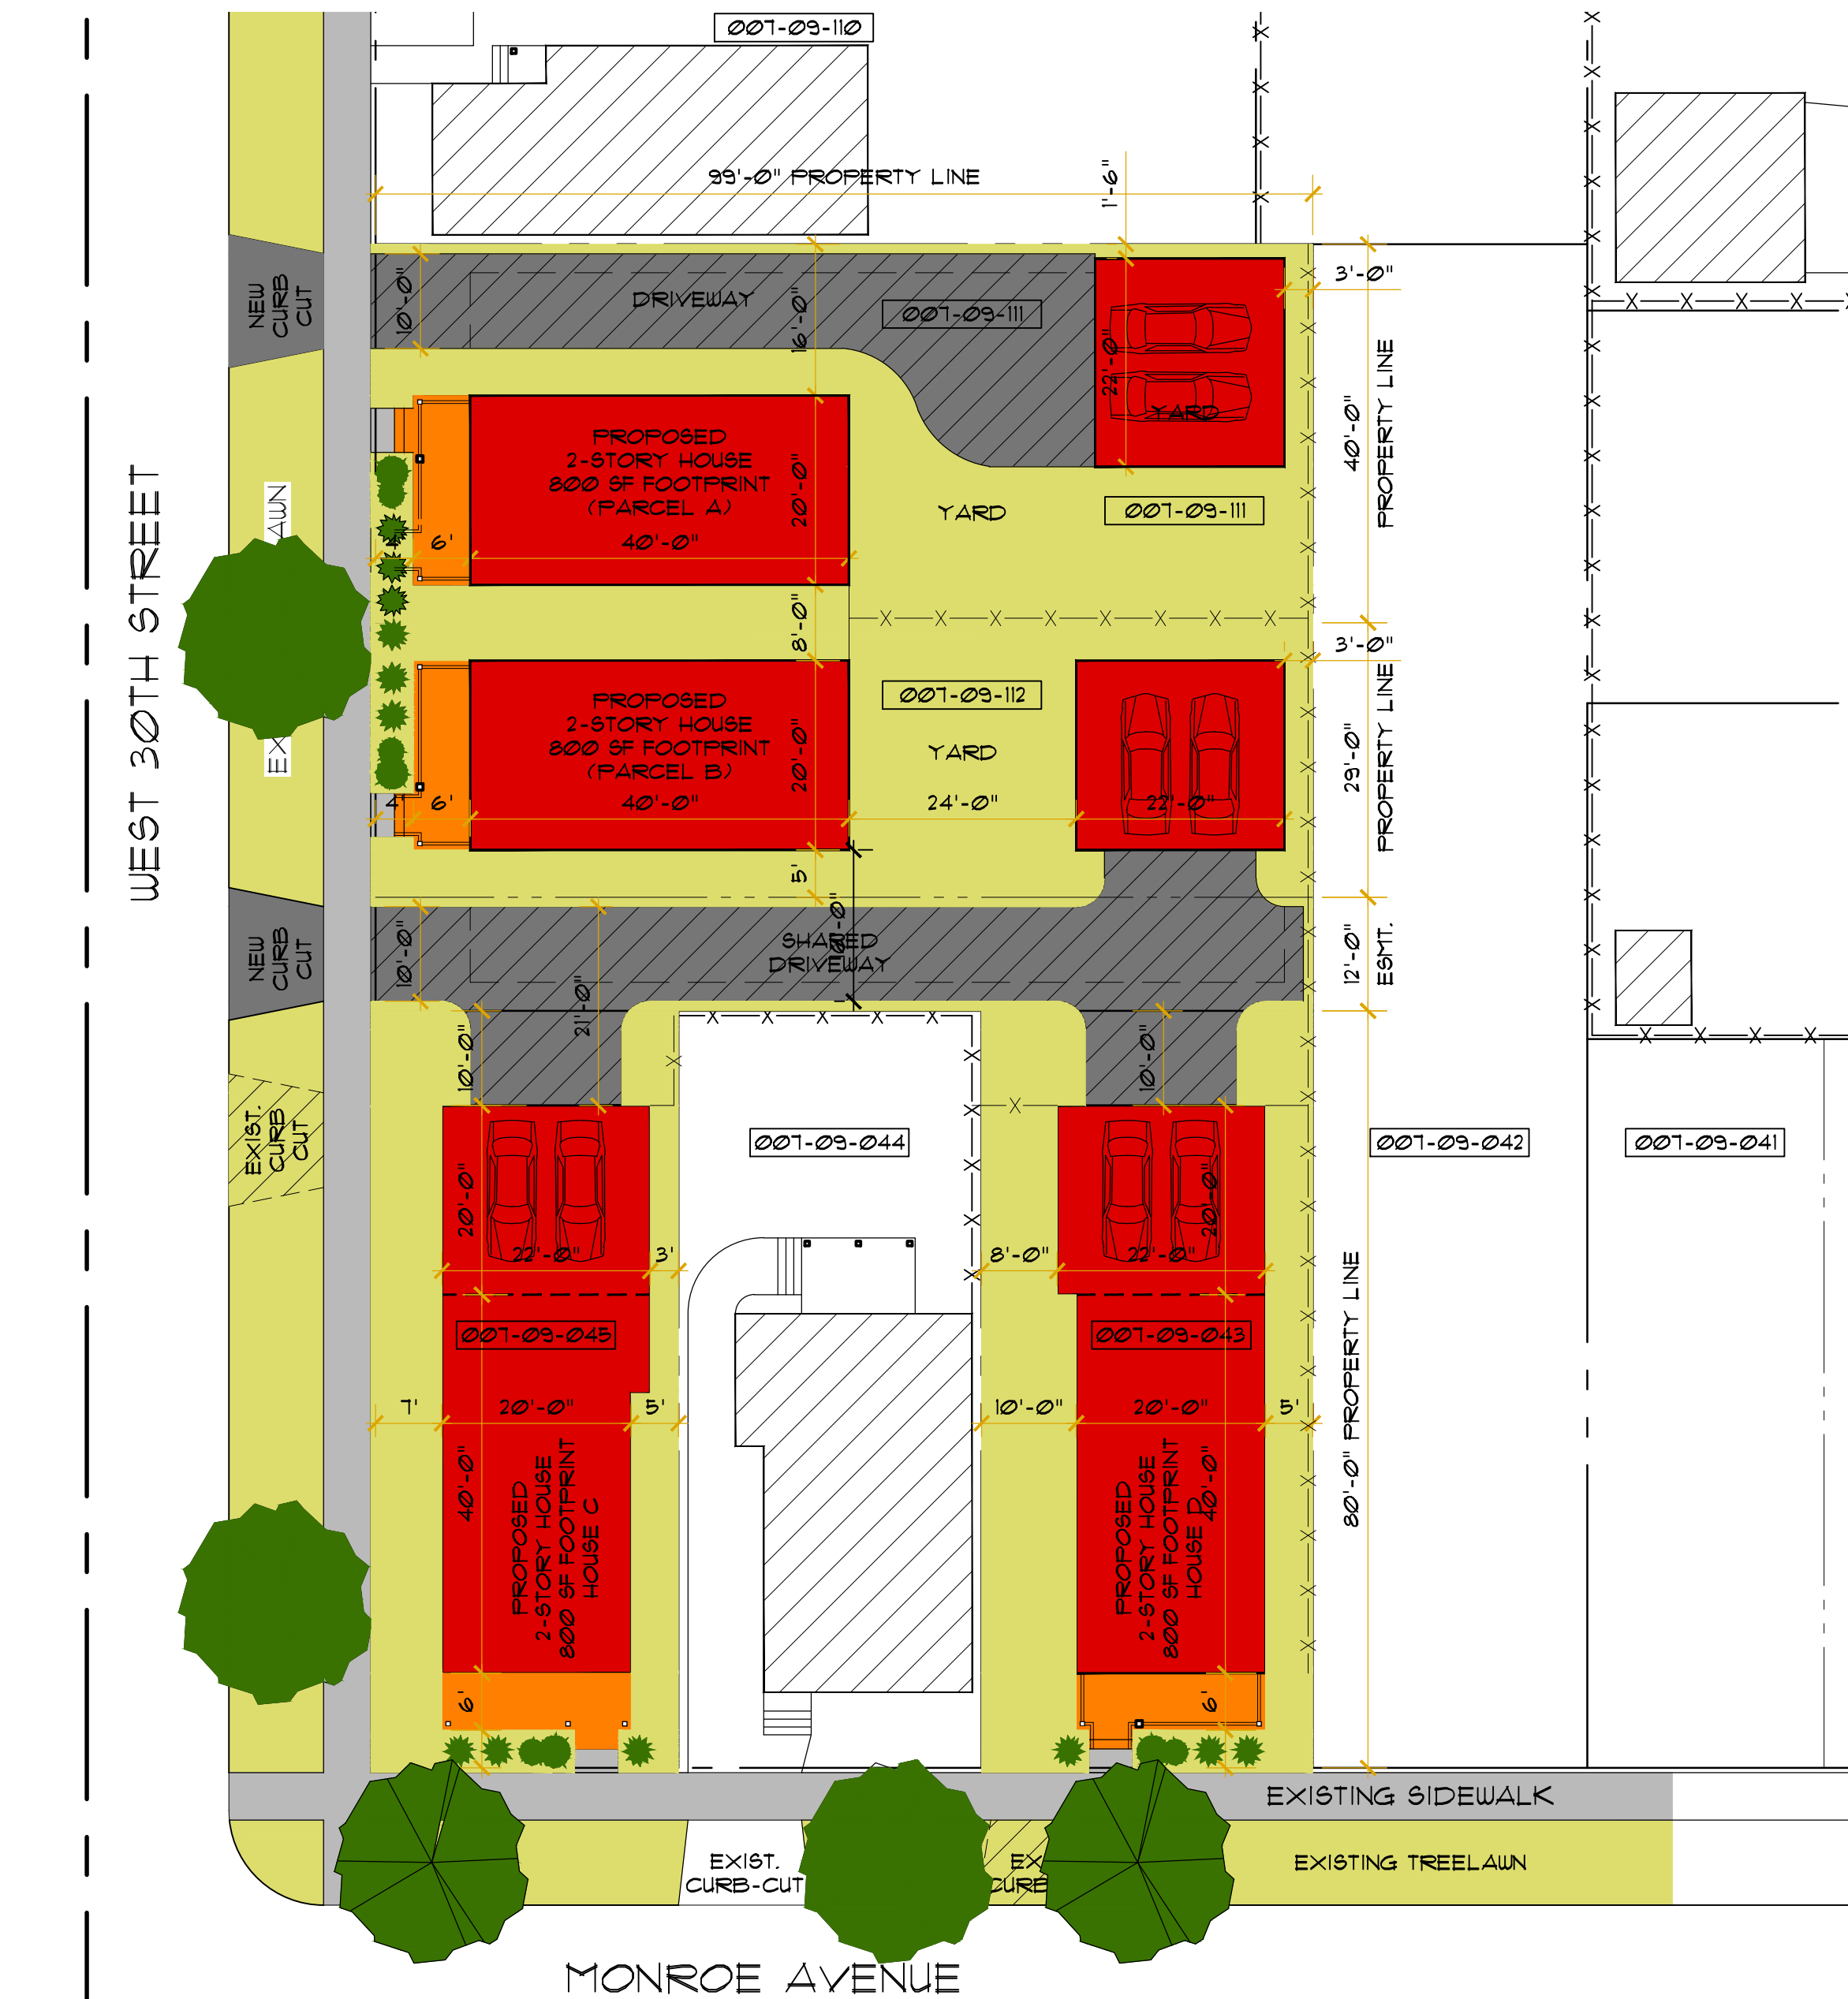 007-09-110
99'-0" PROPERTY LINE
1'-6"
3'-0"
NEW
CURB
CUT
10'-0"
DRIVEWAY
16'-0"
007-09-111
22'-0"
YARD
40'-0"
PROPERTY LINE
PROPOSED
2-STORY HOUSE
800 SF FOOTPRINT
(PARCEL A)
20'-0"
YARD
007-09-111
6'
40'-0"
WEST 30TH STREET
8'-0"
3'-0"
PROPOSED
2-STORY HOUSE
800 SF FOOTPRINT
(PARCEL B)
20'-0"
007-09-112
YARD
29'-0"
PROPERTY LINE
4'
6'
40'-0"
24'-0"
22'-0"
5'
NEW
CURB
CUT
10'-0"
SHARED
DRIVEWAY
12'-0"
ESMT.
21'-0"
10'-0"
10'-0"
EXIST.
CURB
CUT
007-09-044
007-09-042
007-09-041
20'-0"
20'-0"
22'-0"
3'
8'-0"
22'-0"
007-09-045
007-09-043
7'
20'-0"
5'
10'-0"
20'-0"
5'
80'-0" PROPERTY LINE
40'-0"
PROPOSED
2-STORY HOUSE
800 SF FOOTPRINT
HOUSE C
PROPOSED
2-STORY HOUSE
800 SF FOOTPRINT
HOUSE D
40'-0"
6'
6'
EXISTING SIDEWALK
EXIST.
CURB-CUT
EXISTING TREELAWN
MONROE AVENUE